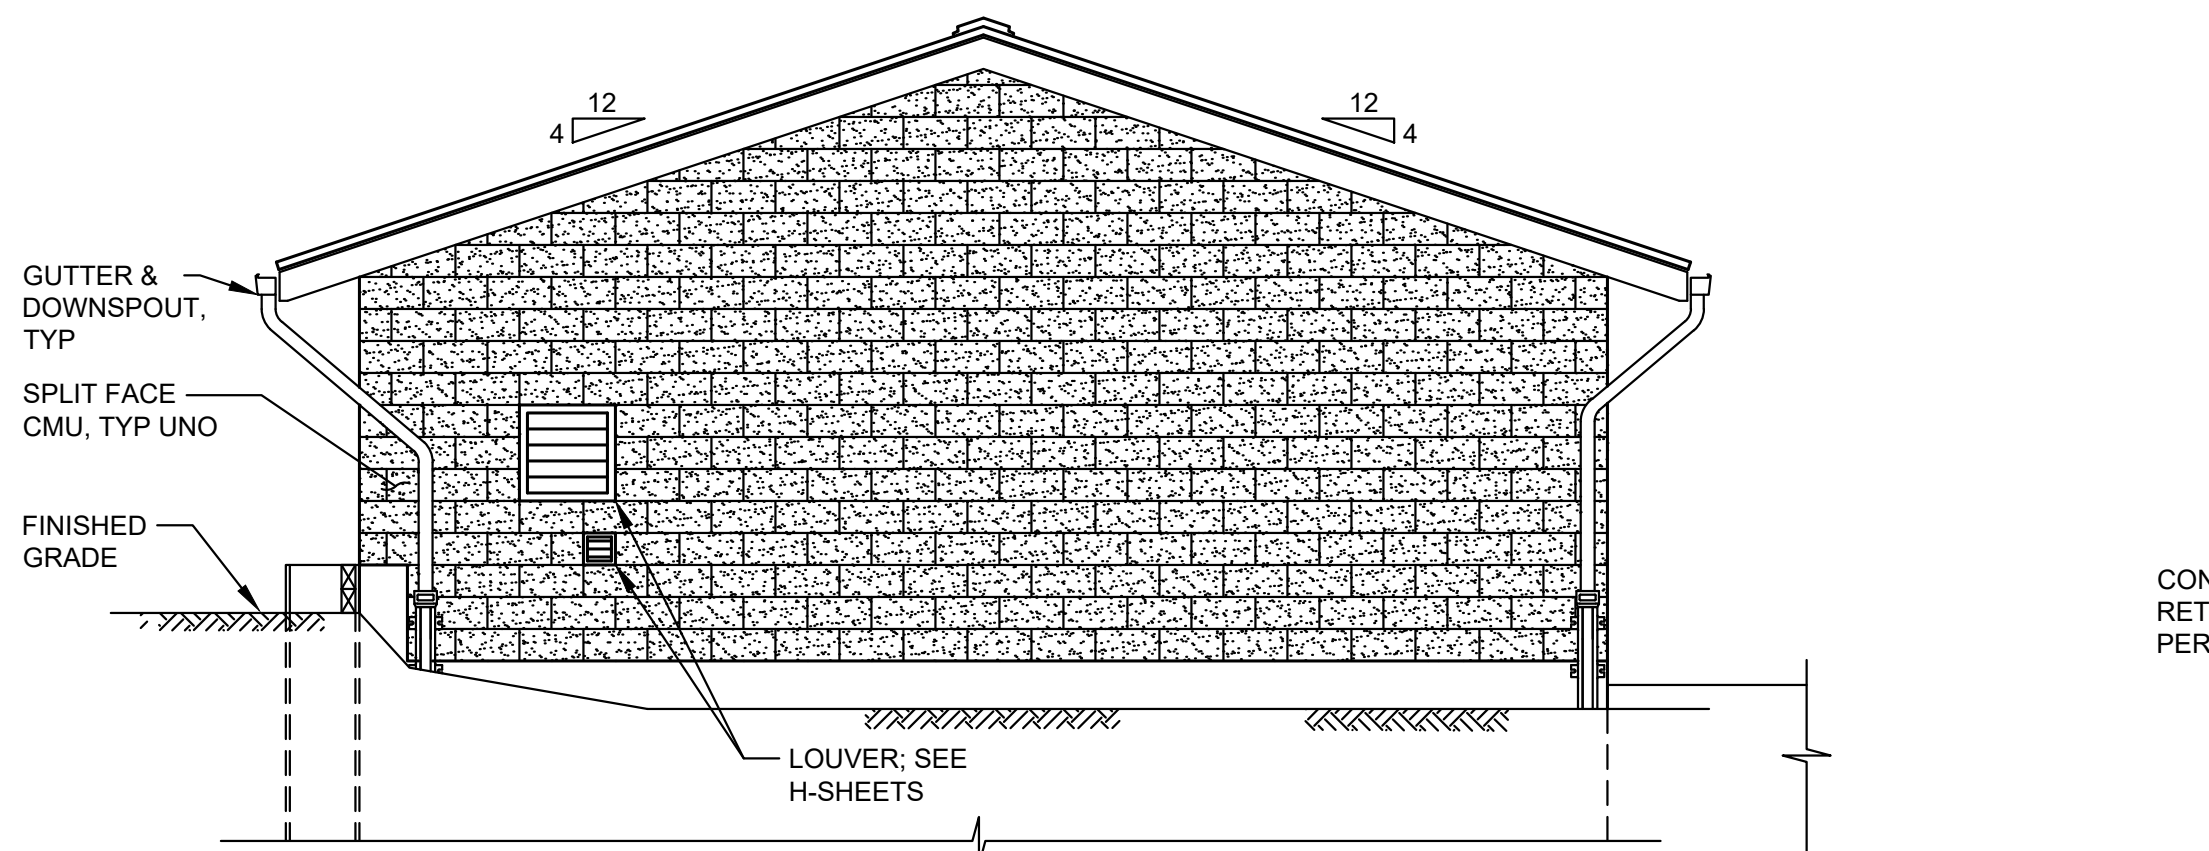 12
4
12
4
GUTTER &
DOWNSPOUT,
TYP
SPLIT FACE
CMU, TYP UNO
FINISHED
GRADE
LOUVER; SEE
H-SHEETS
CON
RET
PER